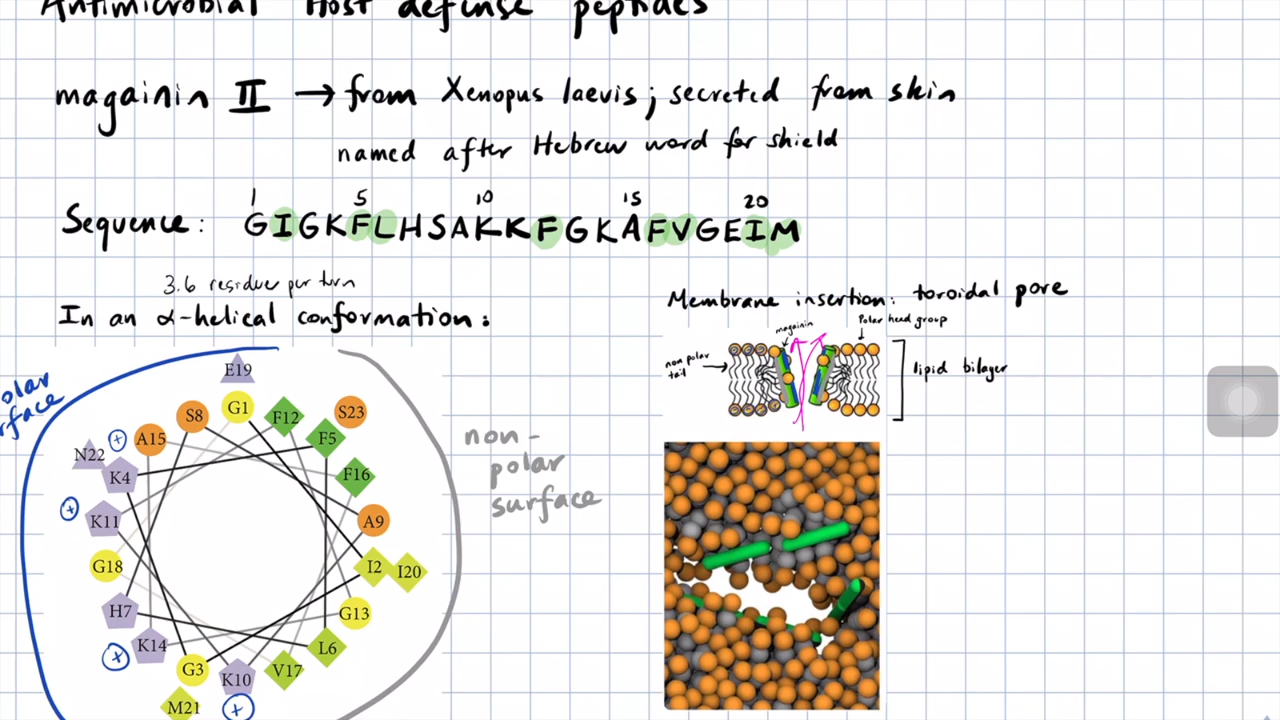 Antimicrobial Host defense peptides
magainin II → from Xenopus laevis; secreted from skin
named after Hebrew word for shield
1 5 10 15 20
Sequence: GIGKFLHSAKKFGKAFVGEIM
3.6 residue per turn
In an α-helical conformation:
Membrane insertion: toroidal pore
magainin
Polar head group
non polar
tail
lipid bilayer
polar
surface
non-
polar
surface
E19
G1
S8
F12
S23
A15
F5
N22
K4
F16
K11
A9
G18
I2
I20
H7
G13
K14
L6
G3
K10
V17
M21
+
+
+
+